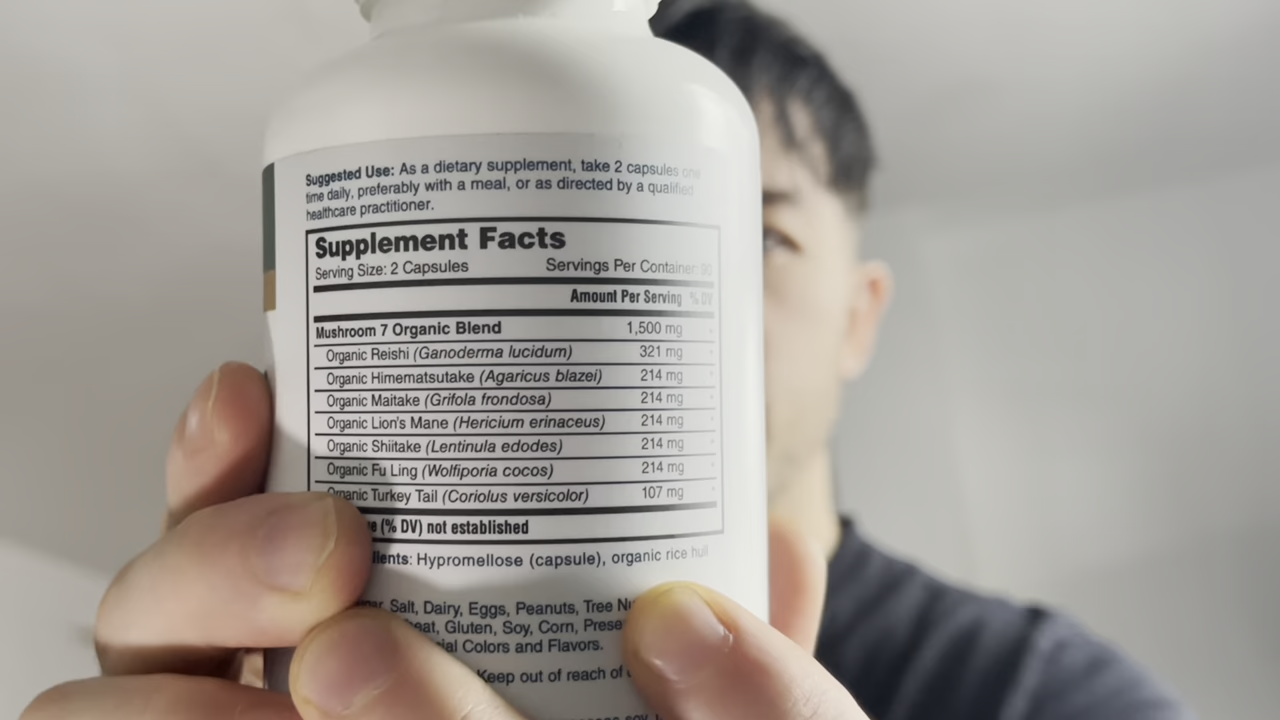 Suggested Use: As a dietary supplement, take 2 capsules one
time daily, preferably with a meal, or as directed by a qualified
healthcare practitioner.
Supplement Facts
Serving Size: 2 Capsules Servings Per Container: 90
Amount Per Serving % DV
Mushroom 7 Organic Blend 1,500 mg
Organic Reishi (Ganoderma lucidum) 321 mg
Organic Himematsutake (Agaricus blazei) 214 mg
Organic Maitake (Grifola frondosa) 214 mg
Organic Lion's Mane (Hericium erinaceus) 214 mg
Organic Shiitake (Lentinula edodes) 214 mg
Organic Fu Ling (Wolfiporia cocos) 214 mg
Organic Turkey Tail (Coriolus versicolor) 107 mg
(% DV) not established
Hypromellose (capsule), organic rice hull
Salt, Dairy, Eggs, Peanuts, Tree
Gluten, Soy, Corn,
Colors and Flavors.
Keep out of reach of